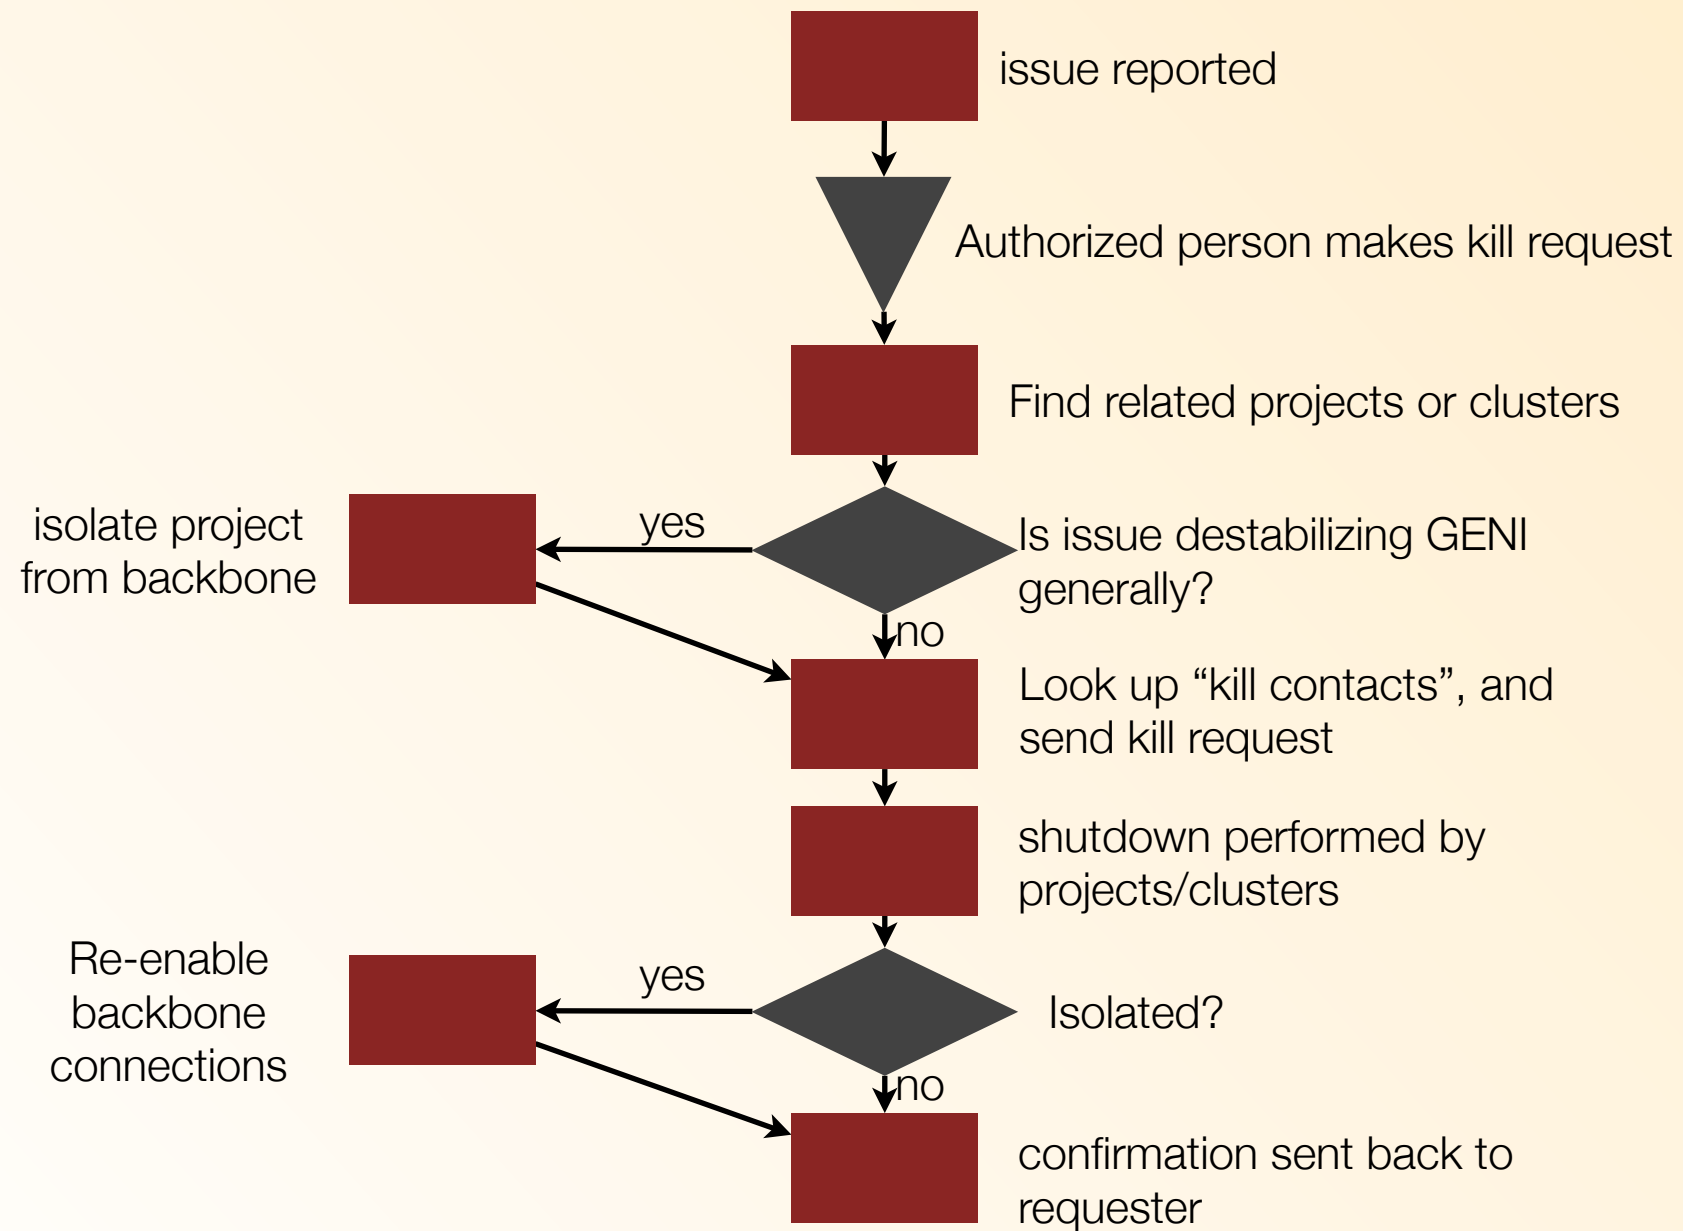 issue reported
Authorized person makes kill request
Find related projects or clusters
isolate project
from backbone
yes
Is issue destabilizing GENI
generally?
no
Look up “kill contacts”, and
send kill request
shutdown performed by
projects/clusters
Re-enable
backbone
connections
yes
Isolated?
no
confirmation sent back to
requester